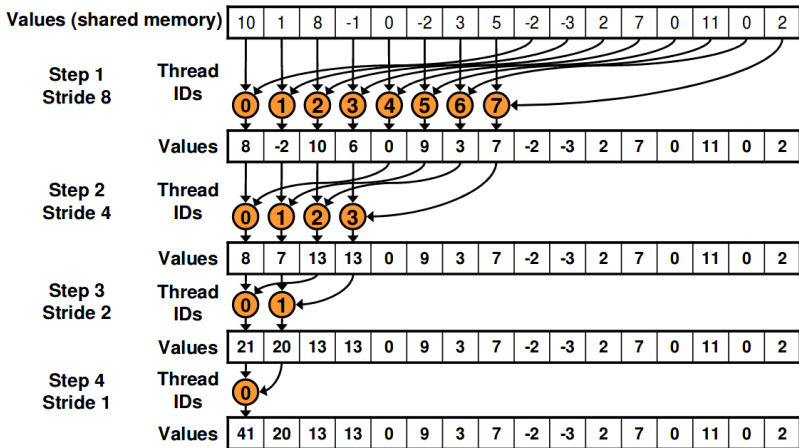 Values (shared memory) 10 1 8 -1 0 -2 3 5 -2 -3 2 7 0 11 0 2
Step 1 Stride 8 Thread IDs 0 1 2 3 4 5 6 7
Values 8 -2 10 6 0 9 3 7 -2 -3 2 7 0 11 0 2
Step 2 Stride 4 Thread IDs 0 1 2 3
Values 8 7 13 13 0 9 3 7 -2 -3 2 7 0 11 0 2
Step 3 Stride 2 Thread IDs 0 1
Values 21 20 13 13 0 9 3 7 -2 -3 2 7 0 11 0 2
Step 4 Stride 1 Thread IDs 0
Values 41 20 13 13 0 9 3 7 -2 -3 2 7 0 11 0 2